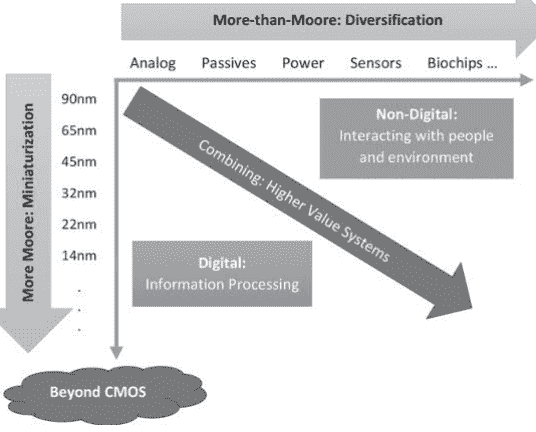 More-than-Moore: Diversification
Analog Passives Power Sensors Biochips ...
More Moore: Miniaturization
90nm
65nm
45nm
32nm
22nm
14nm
.
.
.
Non-Digital:
Interacting with people
and environment
Combining: Higher Value Systems
Digital:
Information Processing
Beyond CMOS